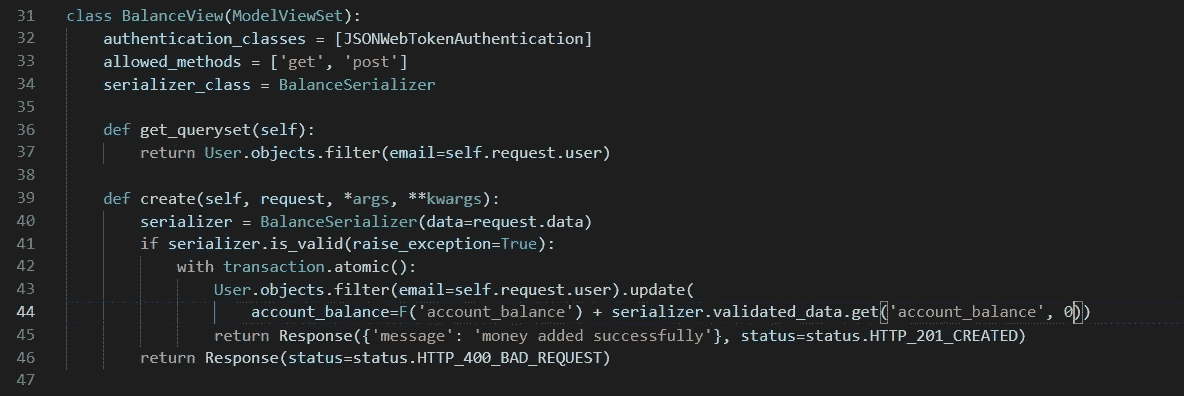 31 class BalanceView(ModelViewSet):
32     authentication_classes = [JSONWebTokenAuthentication]
33     allowed_methods = ['get', 'post']
34     serializer_class = BalanceSerializer
35
36     def get_queryset(self):
37         return User.objects.filter(email=self.request.user)
38
39     def create(self, request, *args, **kwargs):
40         serializer = BalanceSerializer(data=request.data)
41         if serializer.is_valid(raise_exception=True):
42             with transaction.atomic():
43                 User.objects.filter(email=self.request.user).update(
44                     account_balance=F('account_balance') + serializer.validated_data.get('account_balance', 0))
45                 return Response({'message': 'money added successfully'}, status=status.HTTP_201_CREATED)
46         return Response(status=status.HTTP_400_BAD_REQUEST)
47